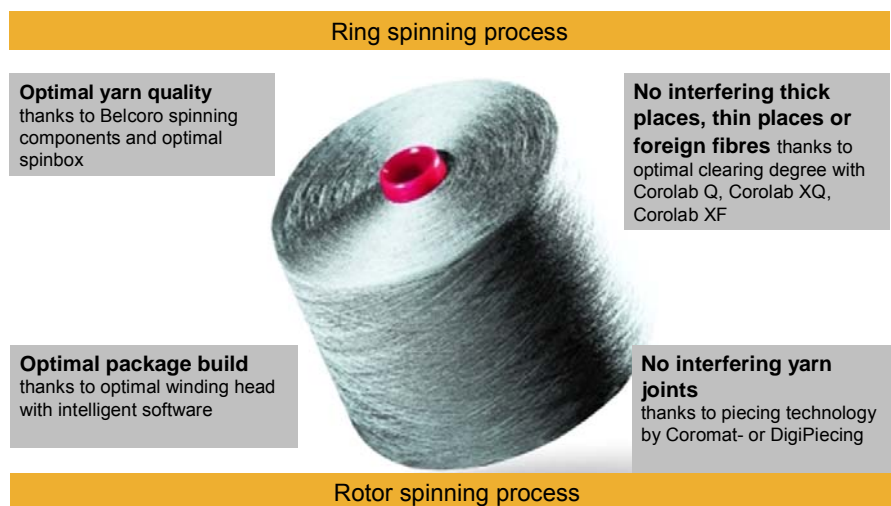 Ring spinning process
Optimal yarn quality
thanks to Belcoro spinning
components and optimal
spinbox
No interfering thick
places, thin places or
foreign fibres thanks to
optimal clearing degree with
Corolab Q, Corolab XQ,
Corolab XF
Optimal package build
thanks to optimal winding head
with intelligent software
No interfering yarn
joints
thanks to piecing technology
by Coromat- or DigiPiecing
Rotor spinning process